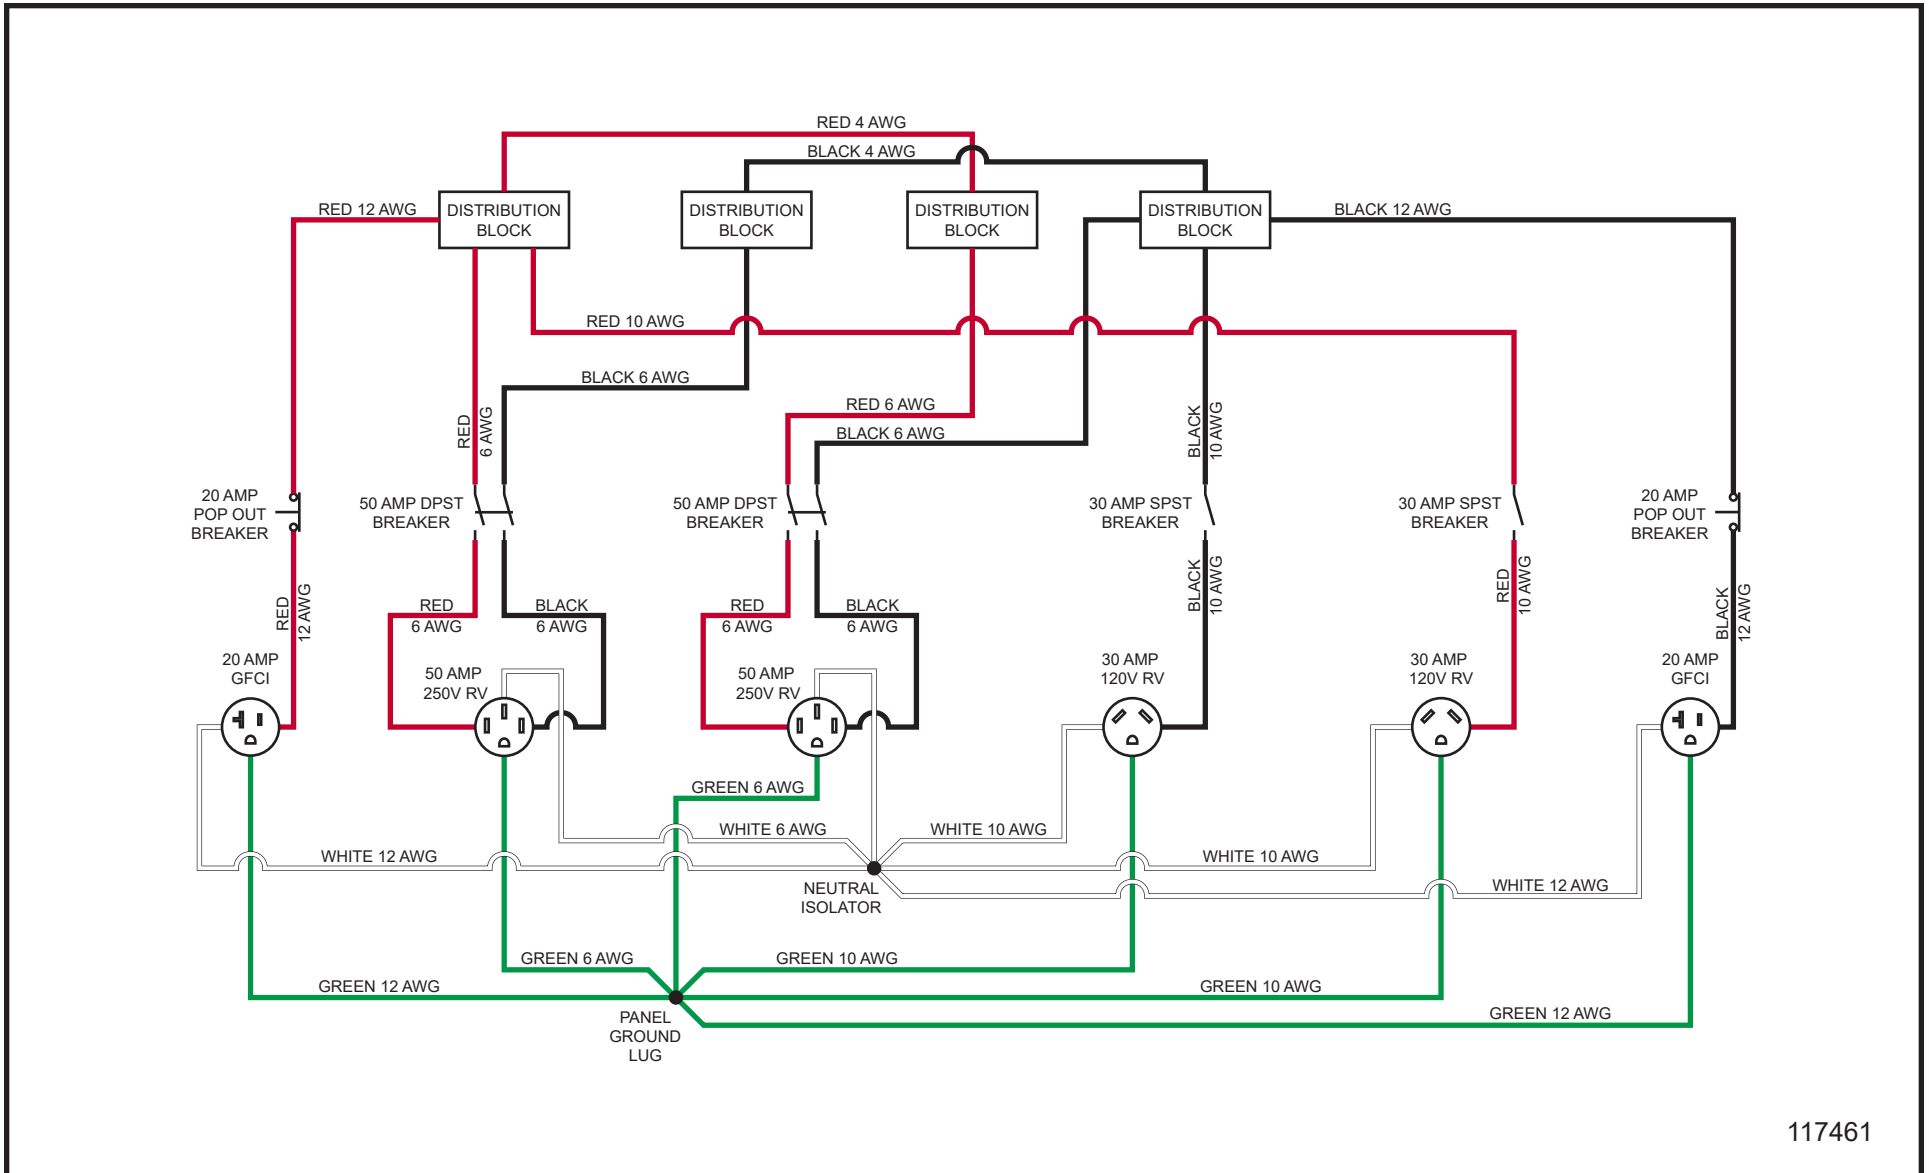 RED 4 AWG
BLACK 4 AWG
RED 12 AWG
DISTRIBUTION
BLOCK
DISTRIBUTION
BLOCK
DISTRIBUTION
BLOCK
DISTRIBUTION
BLOCK
BLACK 12 AWG
RED 10 AWG
BLACK 6 AWG
RED 6 AWG
BLACK 6 AWG
RED
6 AWG
BLACK
10 AWG
20 AMP
POP OUT
BREAKER
50 AMP DPST
BREAKER
50 AMP DPST
BREAKER
30 AMP SPST
BREAKER
30 AMP SPST
BREAKER
20 AMP
POP OUT
BREAKER
RED
12 AWG
RED
6 AWG
BLACK
6 AWG
RED
6 AWG
BLACK
6 AWG
BLACK
10 AWG
RED
10 AWG
BLACK
12 AWG
20 AMP
GFCI
50 AMP
250V RV
50 AMP
250V RV
30 AMP
120V RV
30 AMP
120V RV
20 AMP
GFCI
GREEN 6 AWG
WHITE 6 AWG
WHITE 10 AWG
WHITE 12 AWG
WHITE 10 AWG
WHITE 12 AWG
NEUTRAL
ISOLATOR
GREEN 6 AWG
GREEN 10 AWG
GREEN 12 AWG
GREEN 10 AWG
GREEN 12 AWG
PANEL
GROUND
LUG
117461